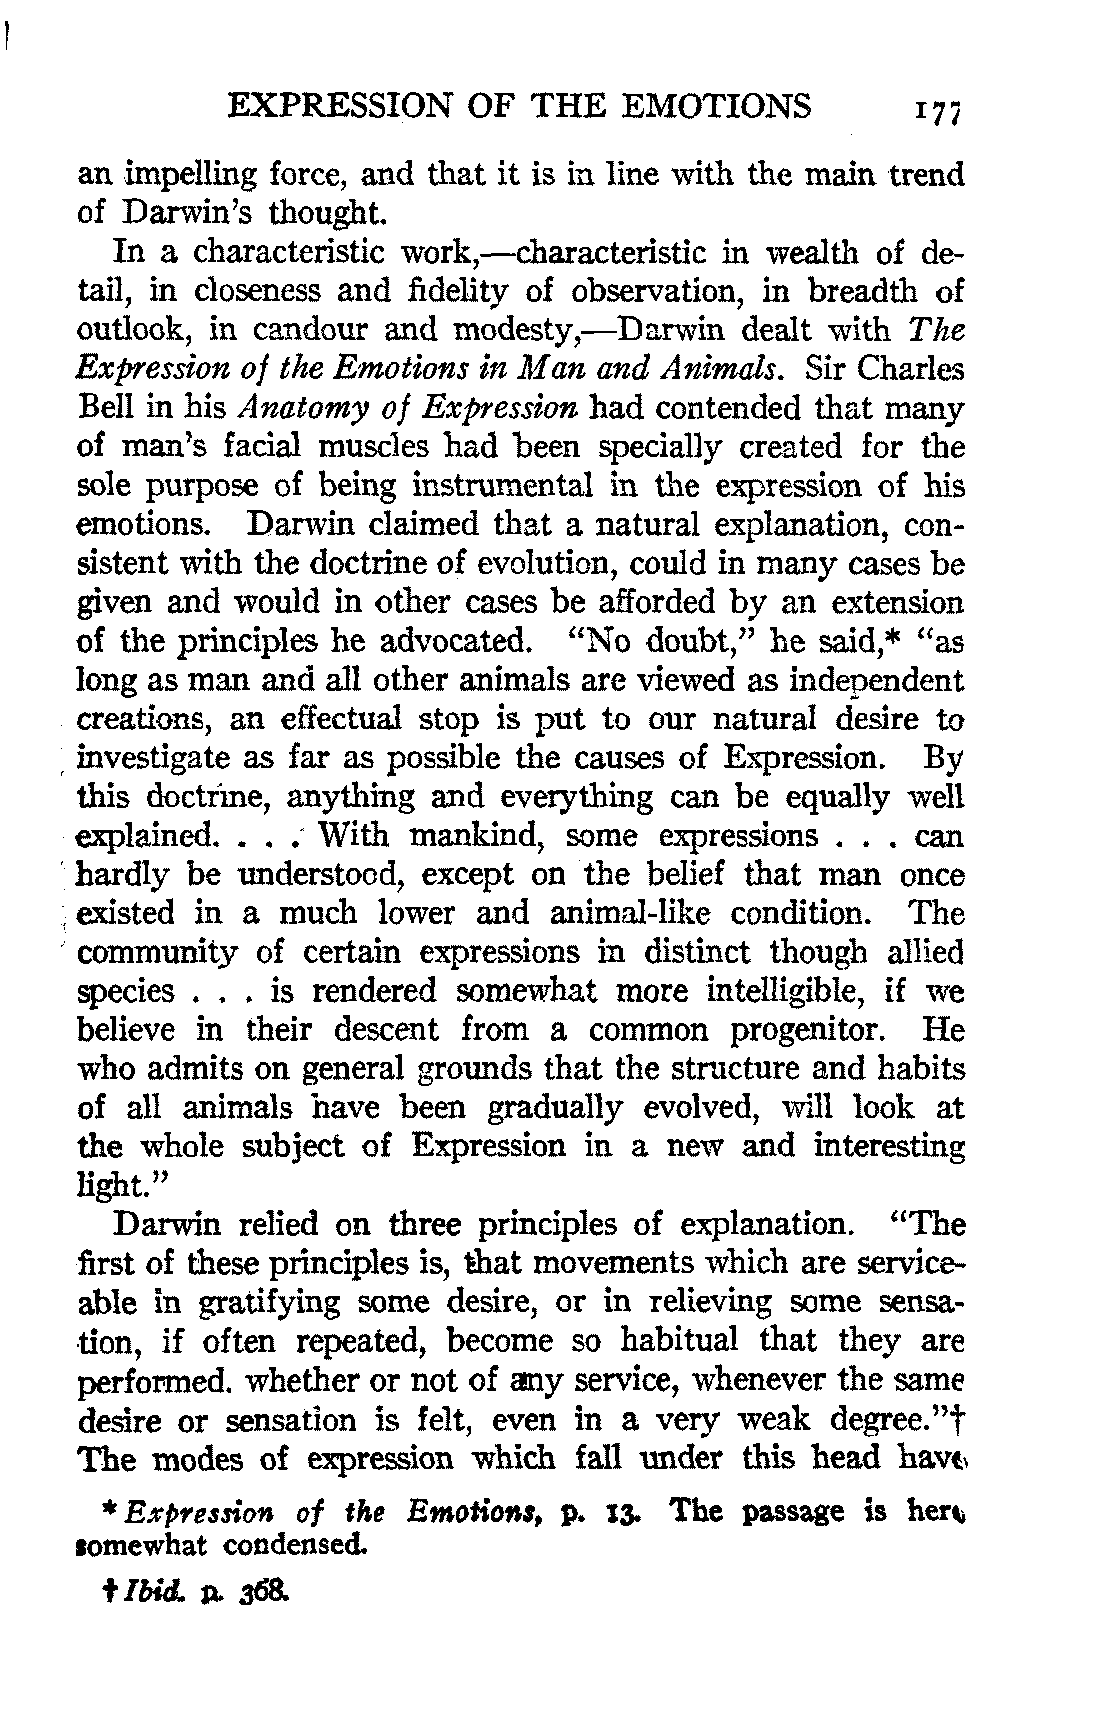 EXPRESSION OF THE EMOTIONS 177
an impelling force, and that it is in line with the main trend
of Darwin's thought.
In a characteristic work,—characteristic in wealth of de-
tail, in closeness and fidelity of observation, in breadth of
outlook, in candour and modesty,—Darwin dealt with The
Expression of the Emotions in Man and Animals. Sir Charles
Bell in his Anatomy of Expression had contended that many
of man's facial muscles had been specially created for the
sole purpose of being instrumental in the expression of his
emotions. Darwin claimed that a natural explanation, con-
sistent with the doctrine of evolution, could in many cases be
given and would in other cases be afforded by an extension
of the principles he advocated. "No doubt," he said,* "as
long as man and all other animals are viewed as independent
creations, an effectual stop is put to our natural desire to
investigate as far as possible the causes of Expression. By
this doctrine, anything and everything can be equally well
explained. . . . With mankind, some expressions . . . can
hardly be understood, except on the belief that man once
existed in a much lower and animal-like condition. The
community of certain expressions in distinct though allied
species . . . is rendered somewhat more intelligible, if we
believe in their descent from a common progenitor. He
who admits on general grounds that the structure and habits
of all animals have been gradually evolved, will look at
the whole subject of Expression in a new and interesting
light."
Darwin relied on three principles of explanation. "The
first of these principles is, that movements which are service-
able in gratifying some desire, or in relieving some sensa-
tion, if often repeated, become so habitual that they are
performed. whether or not of any service, whenever the same
desire or sensation is felt, even in a very weak degree."†
The modes of expression which fall under this head have
* Expression of the Emotions, p. 13. The passage is here
somewhat condensed.
† Ibid. p. 368.